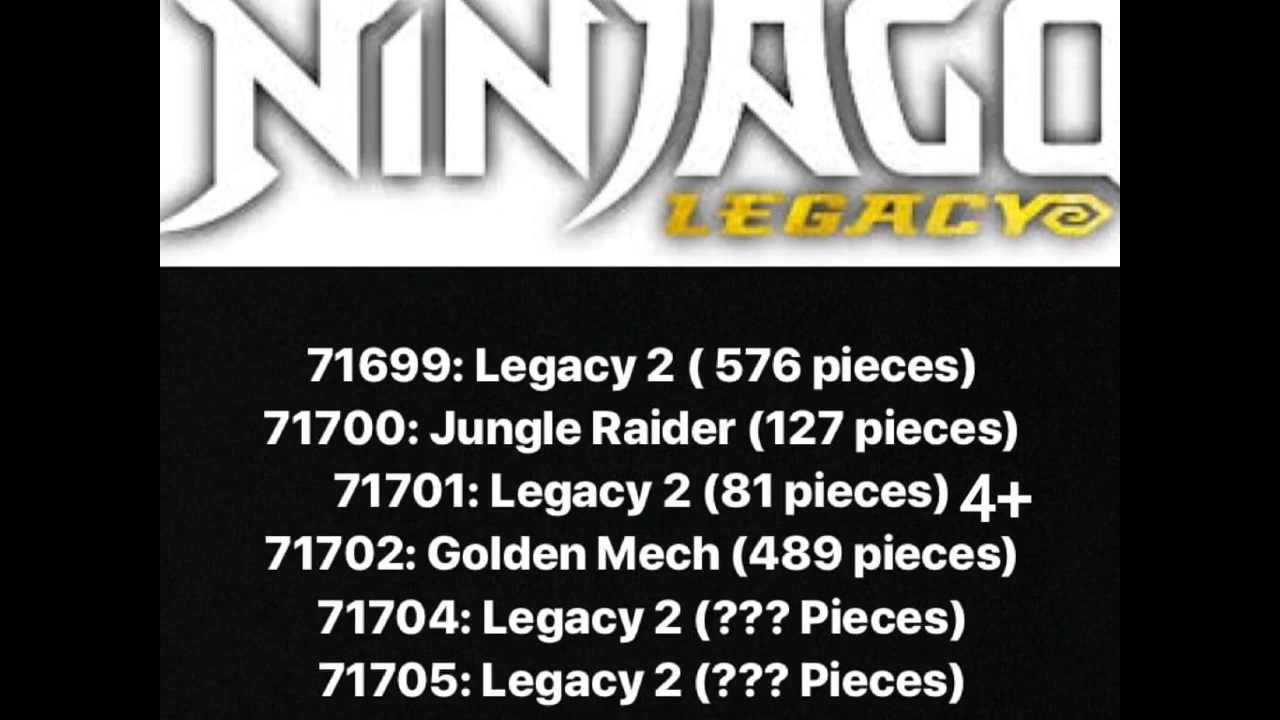 NINJAGO
LEGACY
71699: Legacy 2 ( 576 pieces)
71700: Jungle Raider (127 pieces)
71701: Legacy 2 (81 pieces) 4+
71702: Golden Mech (489 pieces)
71704: Legacy 2 (??? Pieces)
71705: Legacy 2 (??? Pieces)